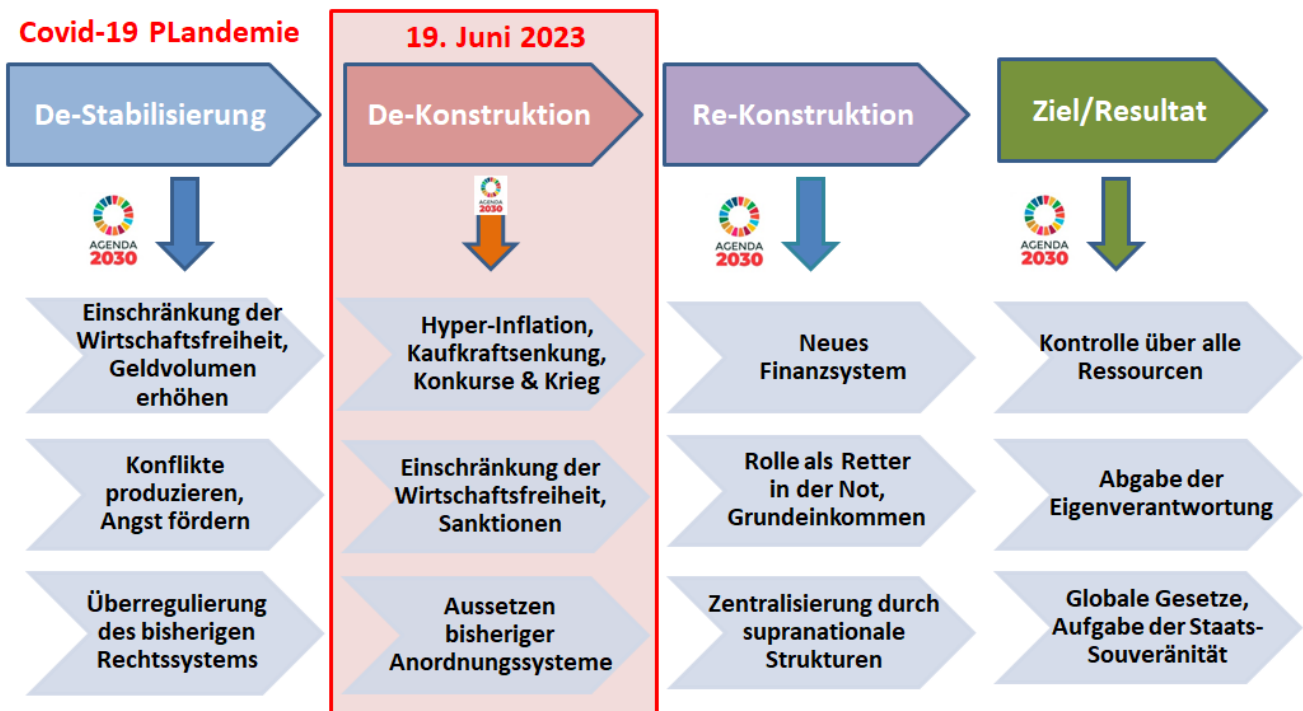 Covid-19 PLandemie
De-Stabilisierung
AGENDA
2030
Einschränkung der
Wirtschaftsfreiheit,
Geldvolumen
erhöhen
Konflikte
produzieren,
Angst fördern
Überregulierung
des bisherigen
Rechtssystems
19. Juni 2023
De-Konstruktion
AGENDA
2030
Hyper-Inflation,
Kaufkraftsenkung,
Konkurse & Krieg
Einschränkung der
Wirtschaftsfreiheit,
Sanktionen
Aussetzen
bisheriger
Anordnungssysteme
Re-Konstruktion
AGENDA
2030
Neues
Finanzsystem
Rolle als Retter
in der Not,
Grundeinkommen
Zentralisierung durch
supranationale
Strukturen
Ziel/Resultat
AGENDA
2030
Kontrolle über alle
Ressourcen
Abgabe der
Eigenverantwortung
Globale Gesetze,
Aufgabe der Staats-
Souveränität